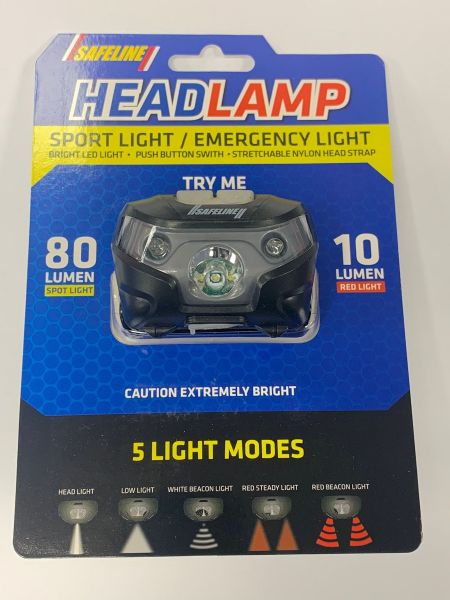 SAFELINE
HEADLAMP
SPORT LIGHT / EMERGENCY LIGHT
BRIGHT LED LIGHT • PUSH BUTTON SWITH • STRETCHABLE NYLON HEAD STRAP
TRY ME
SAFELINE
80
LUMEN
SPOT LIGHT
10
LUMEN
RED LIGHT
CAUTION EXTREMELY BRIGHT
5 LIGHT MODES
HEAD LIGHT
LOW LIGHT
WHITE BEACON LIGHT
RED STEADY LIGHT
RED BEACON LIGHT